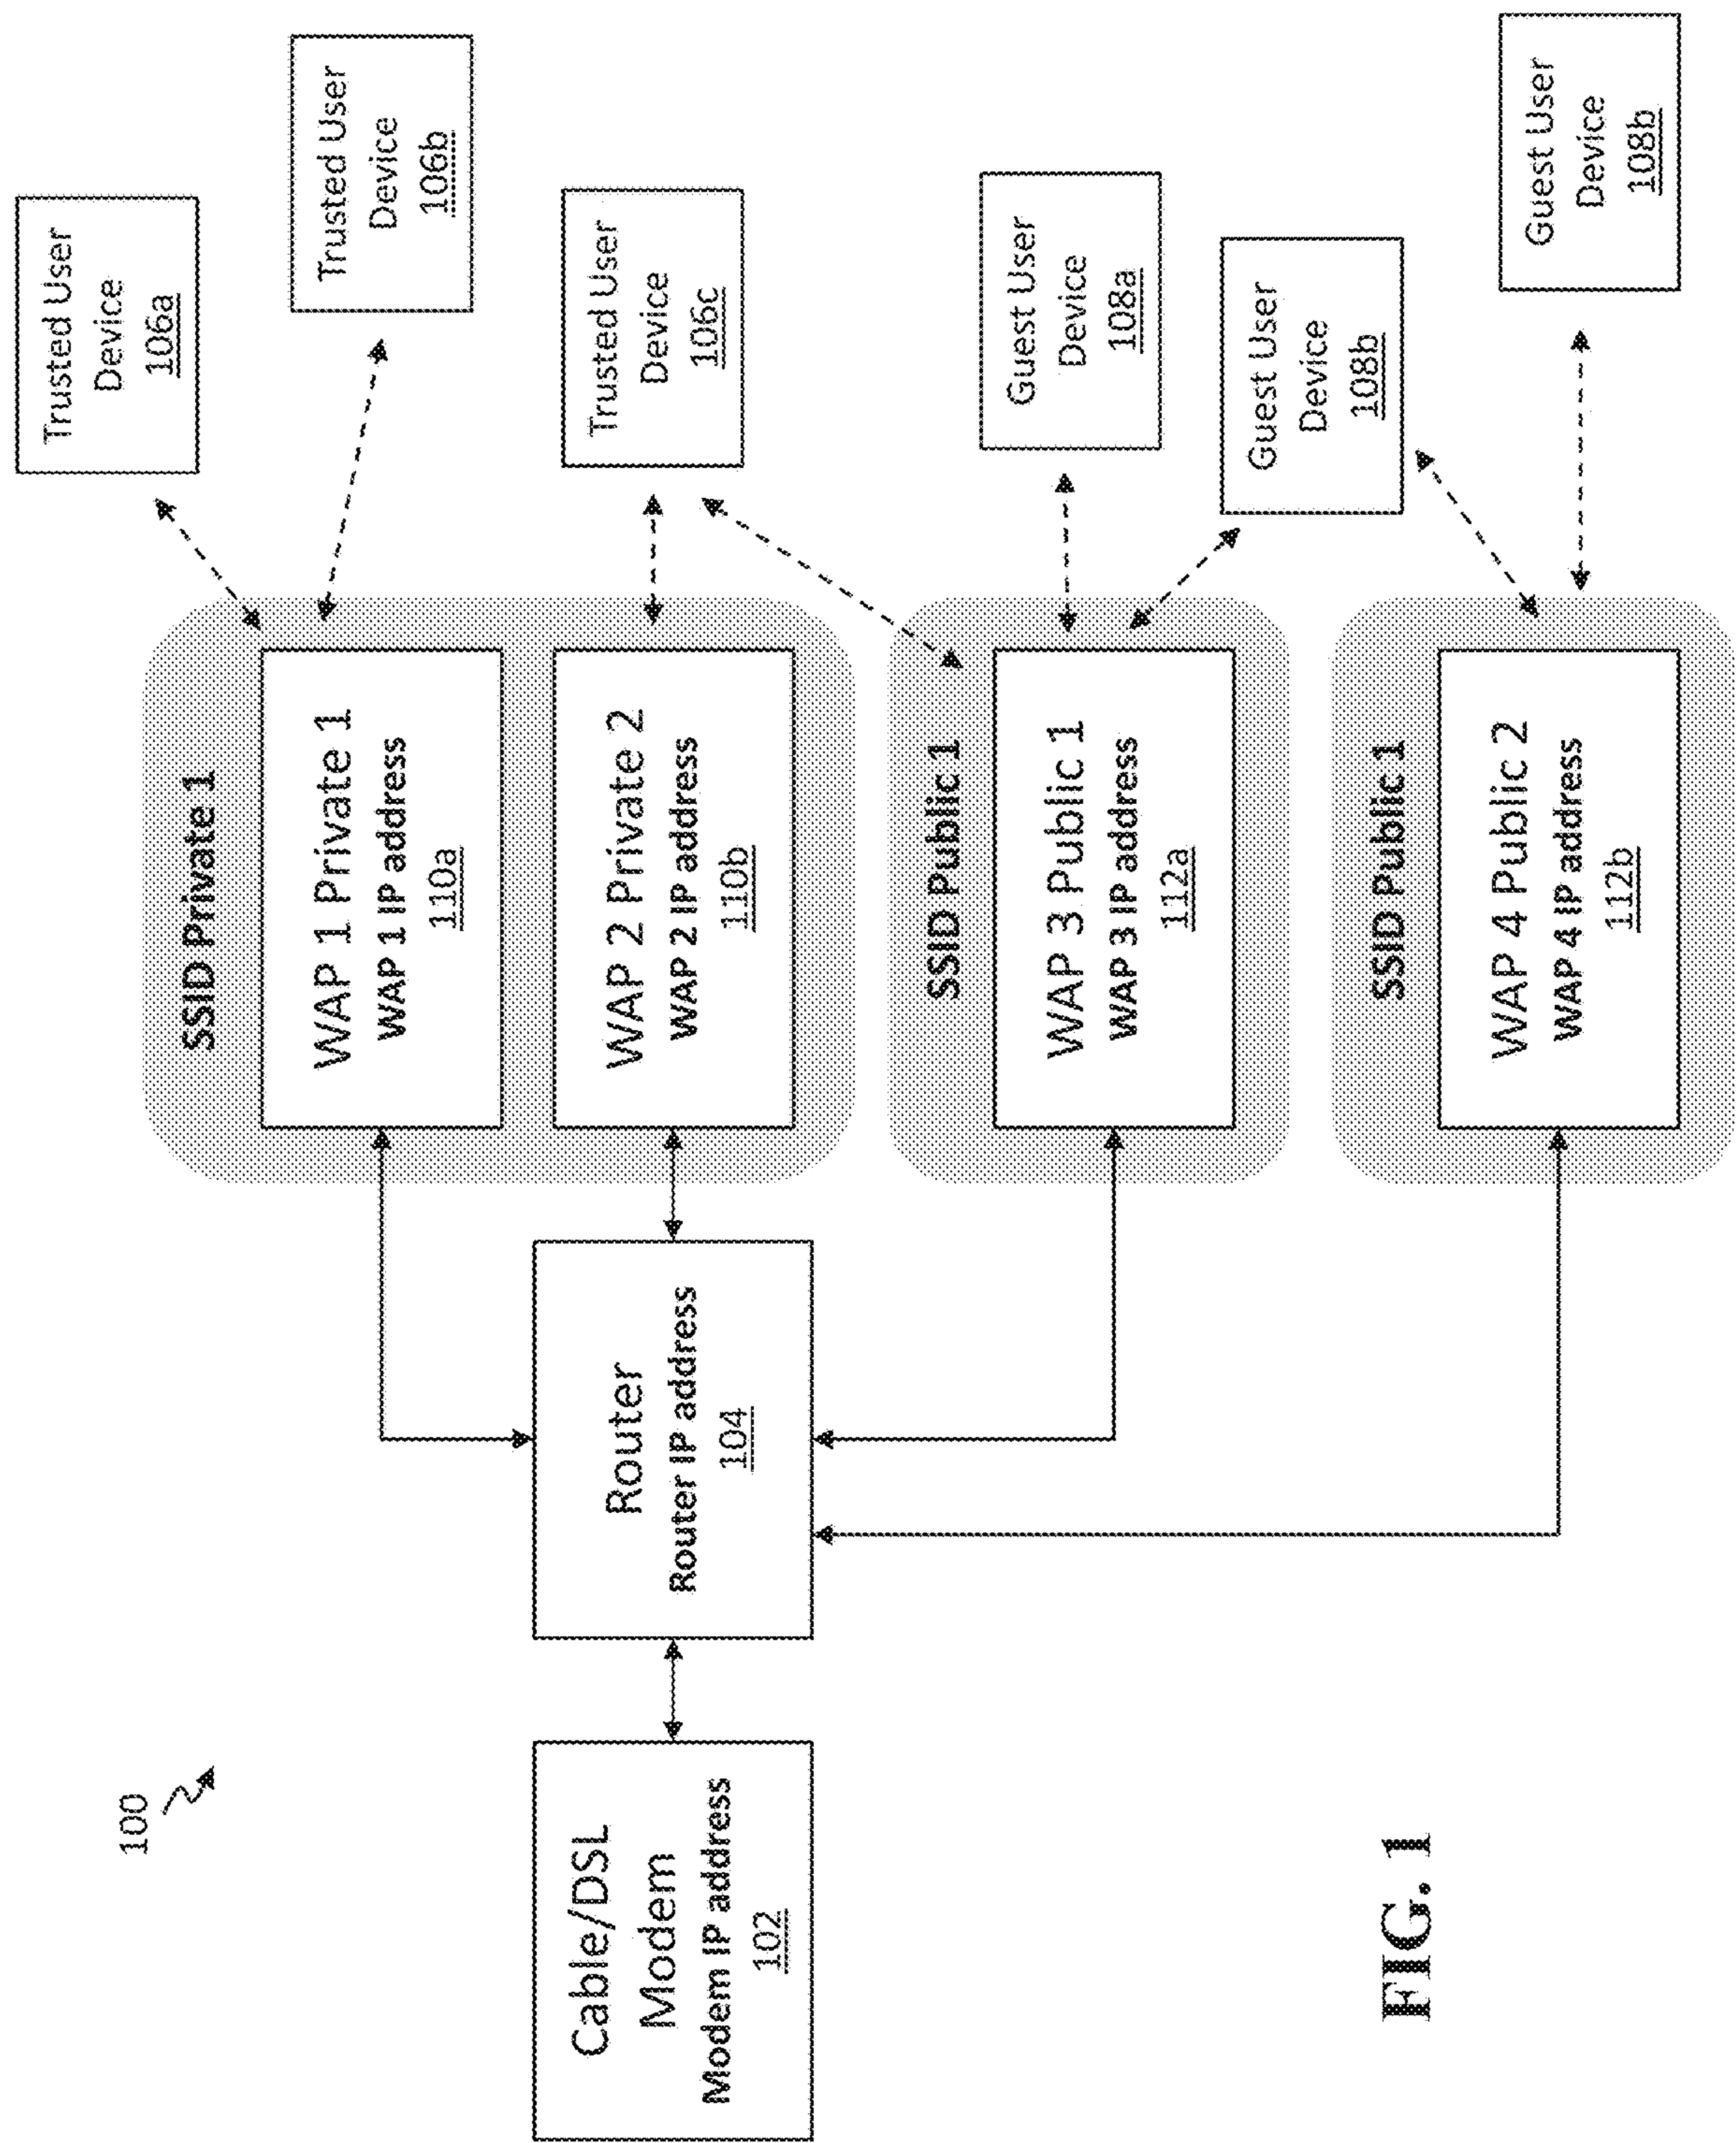 100
Cable/DSL
Modem
Modem IP address
102
Router
Router IP address
104
SSID Private 1
WAP 1 Private 1
WAP 1 IP address
110a
WAP 2 Private 2
WAP 2 IP address
110b
SSID Public 1
WAP 3 Public 1
WAP 3 IP address
112a
SSID Public 1
WAP 4 Public 2
WAP 4 IP address
112b
Trusted User
Device
106a
Trusted User
Device
106b
Trusted User
Device
106c
Guest User
Device
108a
Guest User
Device
108b
Guest User
Device
108b
FIG. 1